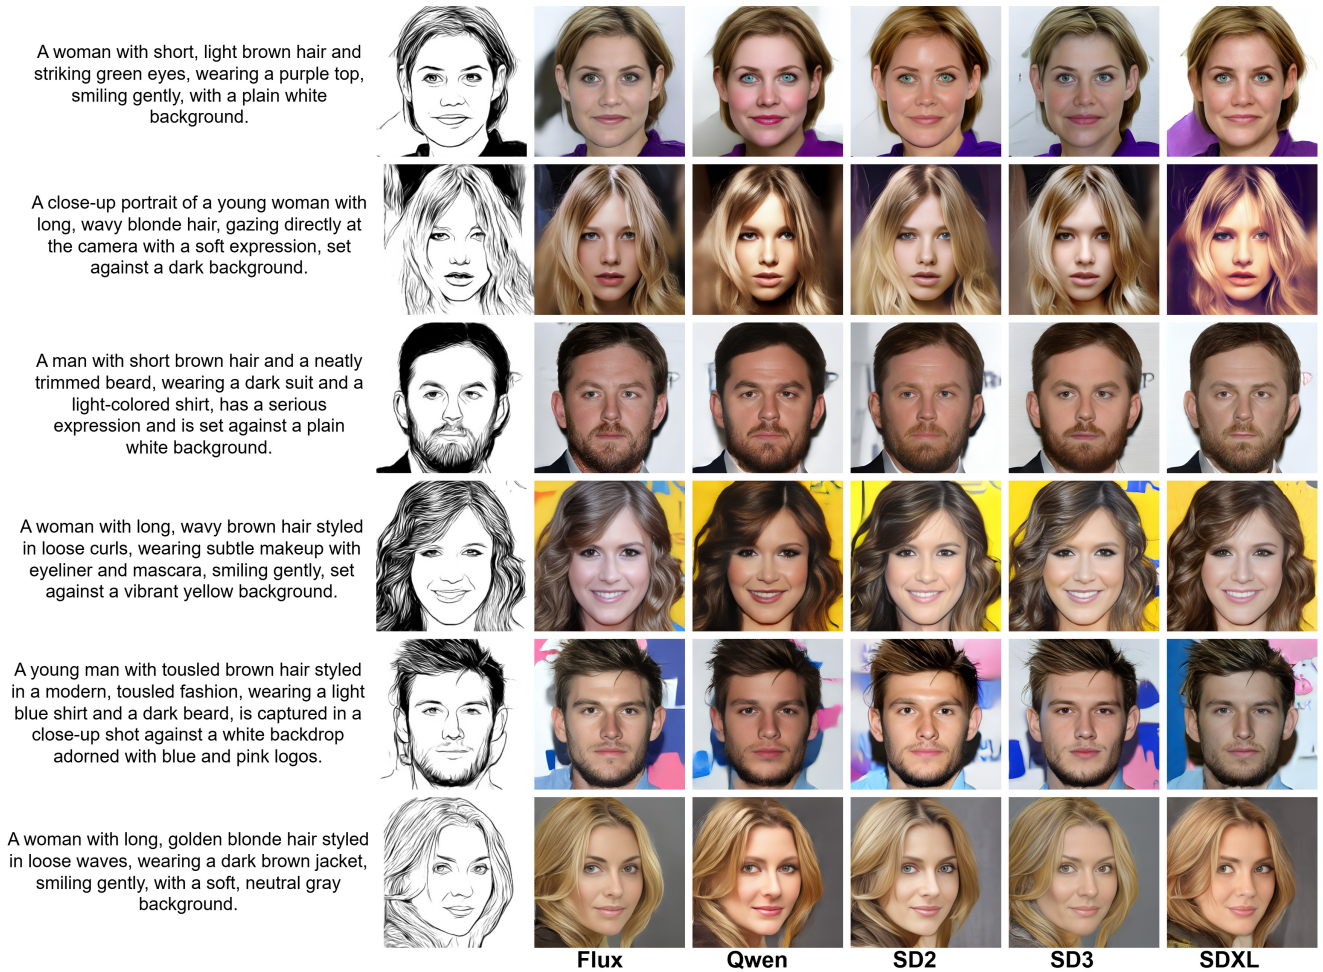 A woman with short, light brown hair and
striking green eyes, wearing a purple top,
smiling gently, with a plain white
background.
A close-up portrait of a young woman with
long, wavy blonde hair, gazing directly at
the camera with a soft expression, set
against a dark background.
A man with short brown hair and a neatly
trimmed beard, wearing a dark suit and a
light-colored shirt, has a serious
expression and is set against a plain
white background.
A woman with long, wavy brown hair styled
in loose curls, wearing subtle makeup with
eyeliner and mascara, smiling gently, set
against a vibrant yellow background.
A young man with tousled brown hair styled
in a modern, tousled fashion, wearing a light
blue shirt and a dark beard, is captured in a
close-up shot against a white backdrop
adorned with blue and pink logos.
A woman with long, golden blonde hair styled
in loose waves, wearing a dark brown jacket,
smiling gently, with a soft, neutral gray
background.
Flux Qwen SD2 SD3 SDXL